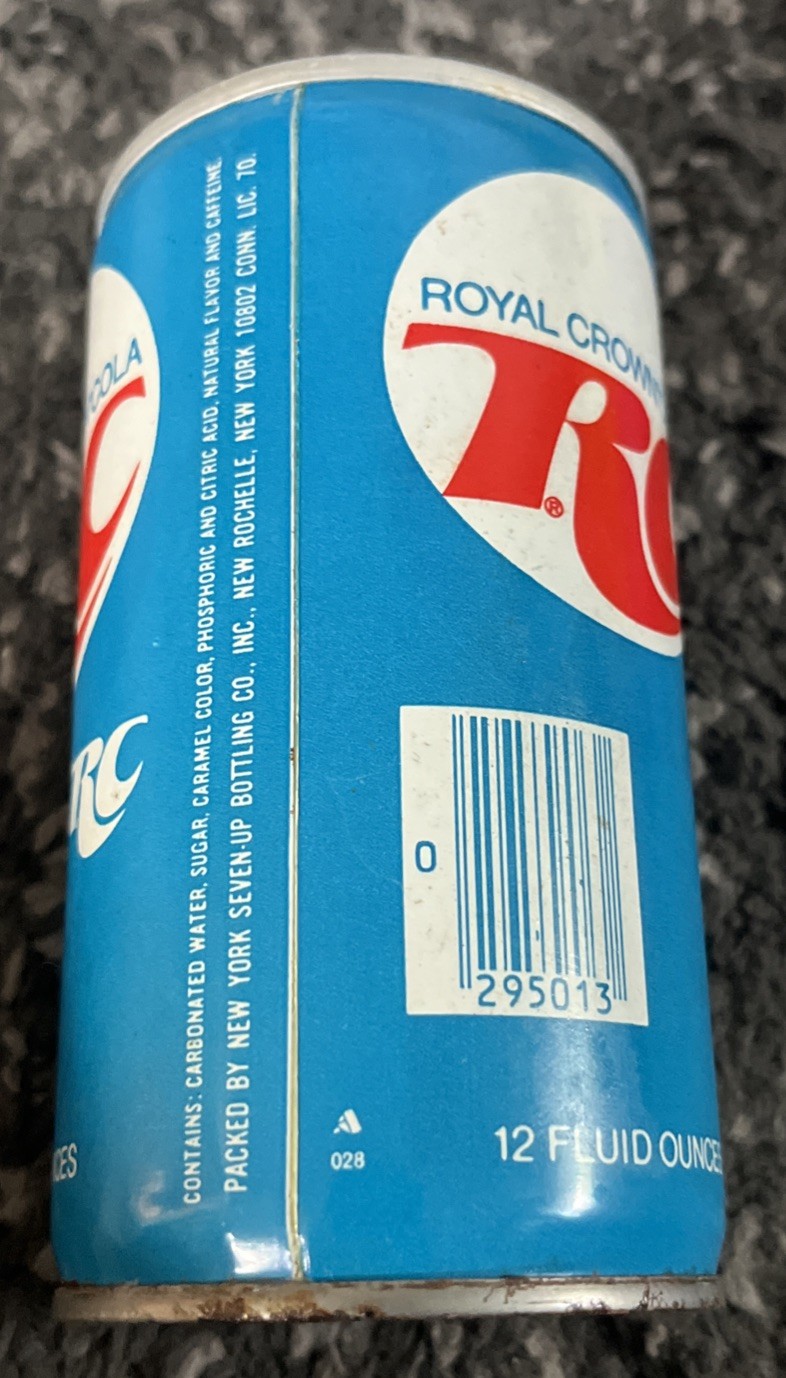 COLA
C
RC
CES
CONTAINS: CARBONATED WATER, SUGAR, CARAMEL COLOR, PHOSPHORIC AND CITRIC ACID, NATURAL FLAVOR AND CAFFEINE.
PACKED BY NEW YORK SEVEN-UP BOTTLING CO., INC., NEW ROCHELLE, NEW YORK 10802 CONN. LIC. 70.
ROYAL CROWN
RC
®
0
295013
028
12 FLUID OUNCES